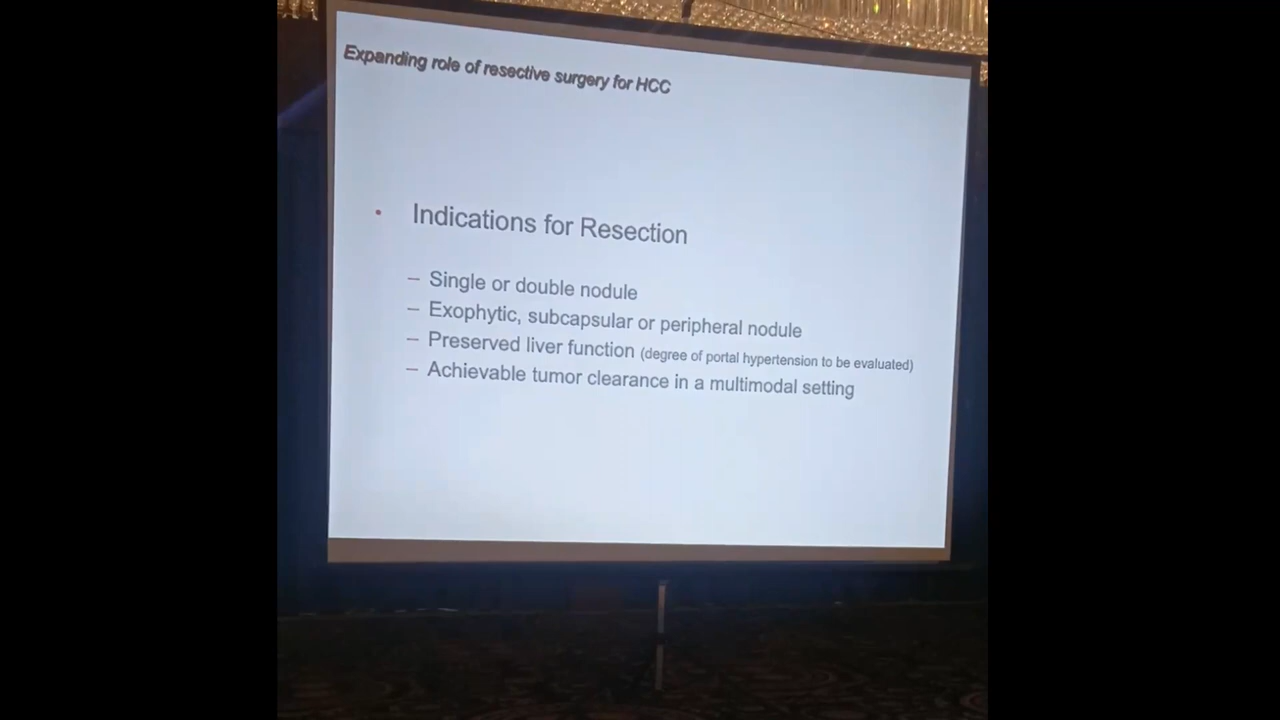 Expanding role of resective surgery for HCC
• Indications for Resection
– Single or double nodule
– Exophytic, subcapsular or peripheral nodule
– Preserved liver function (degree of portal hypertension to be evaluated)
– Achievable tumor clearance in a multimodal setting